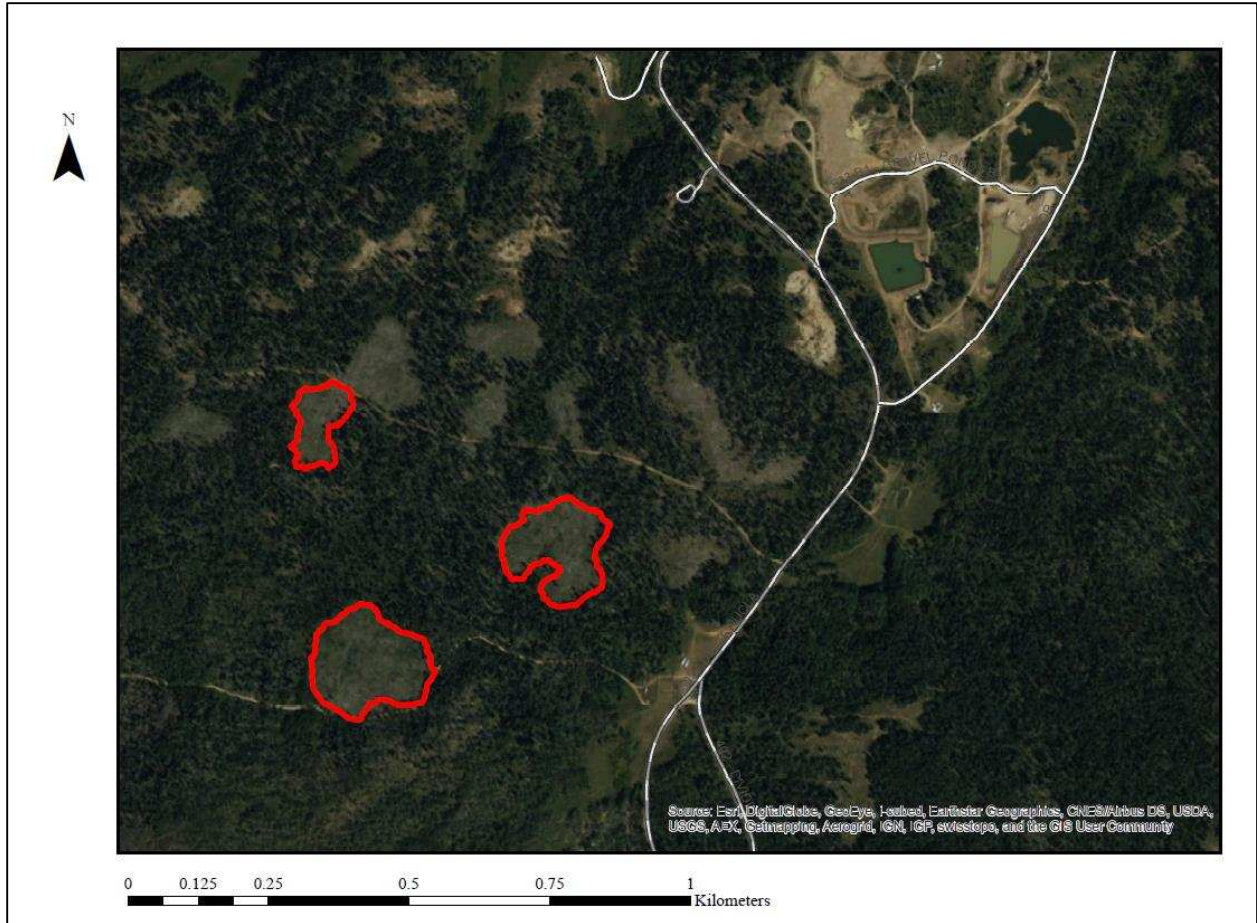 N
Source: Esri, DigitalGlobe, GeoEye, i-cubed, Earthstar Geographics, CNES/Airbus DS, USDA,
USGS, AEX, Getmapping, Aerogrid, IGN, IGP, swisstopo, and the GIS User Community
0 0.125 0.25 0.5 0.75 1
Kilometers